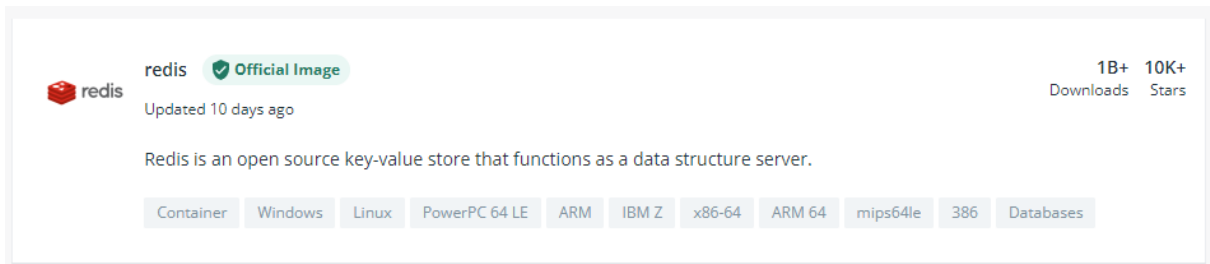 redis
redis Official Image
Updated 10 days ago
1B+ 10K+
Downloads Stars
Redis is an open source key-value store that functions as a data structure server.
Container Windows Linux PowerPC 64 LE ARM IBM Z x86-64 ARM 64 mips64le 386 Databases